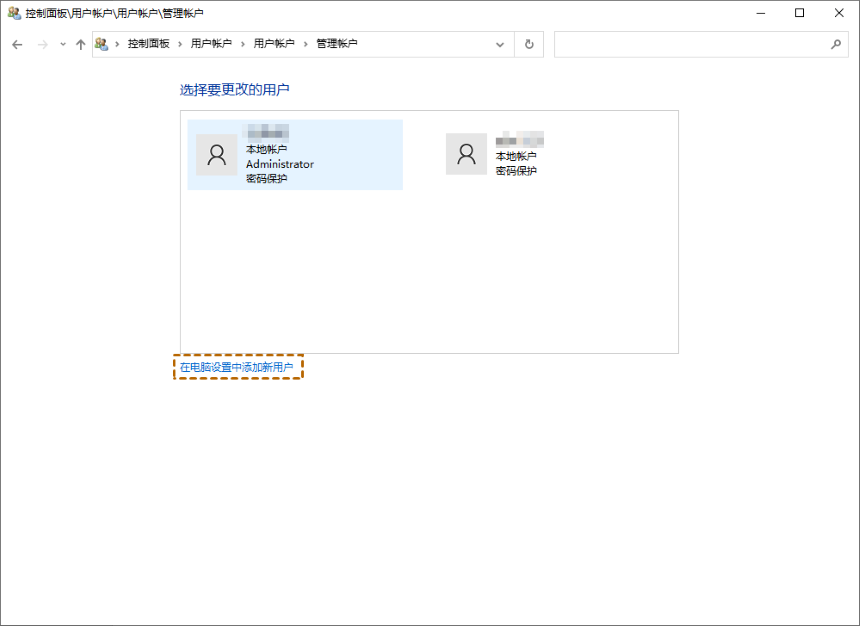 控制面板\用户帐户\用户帐户\管理帐户
控制面板 › 用户帐户 › 用户帐户 › 管理帐户
选择要更改的用户
本地帐户
Administrator
密码保护
本地帐户
密码保护
在电脑设置中添加新用户